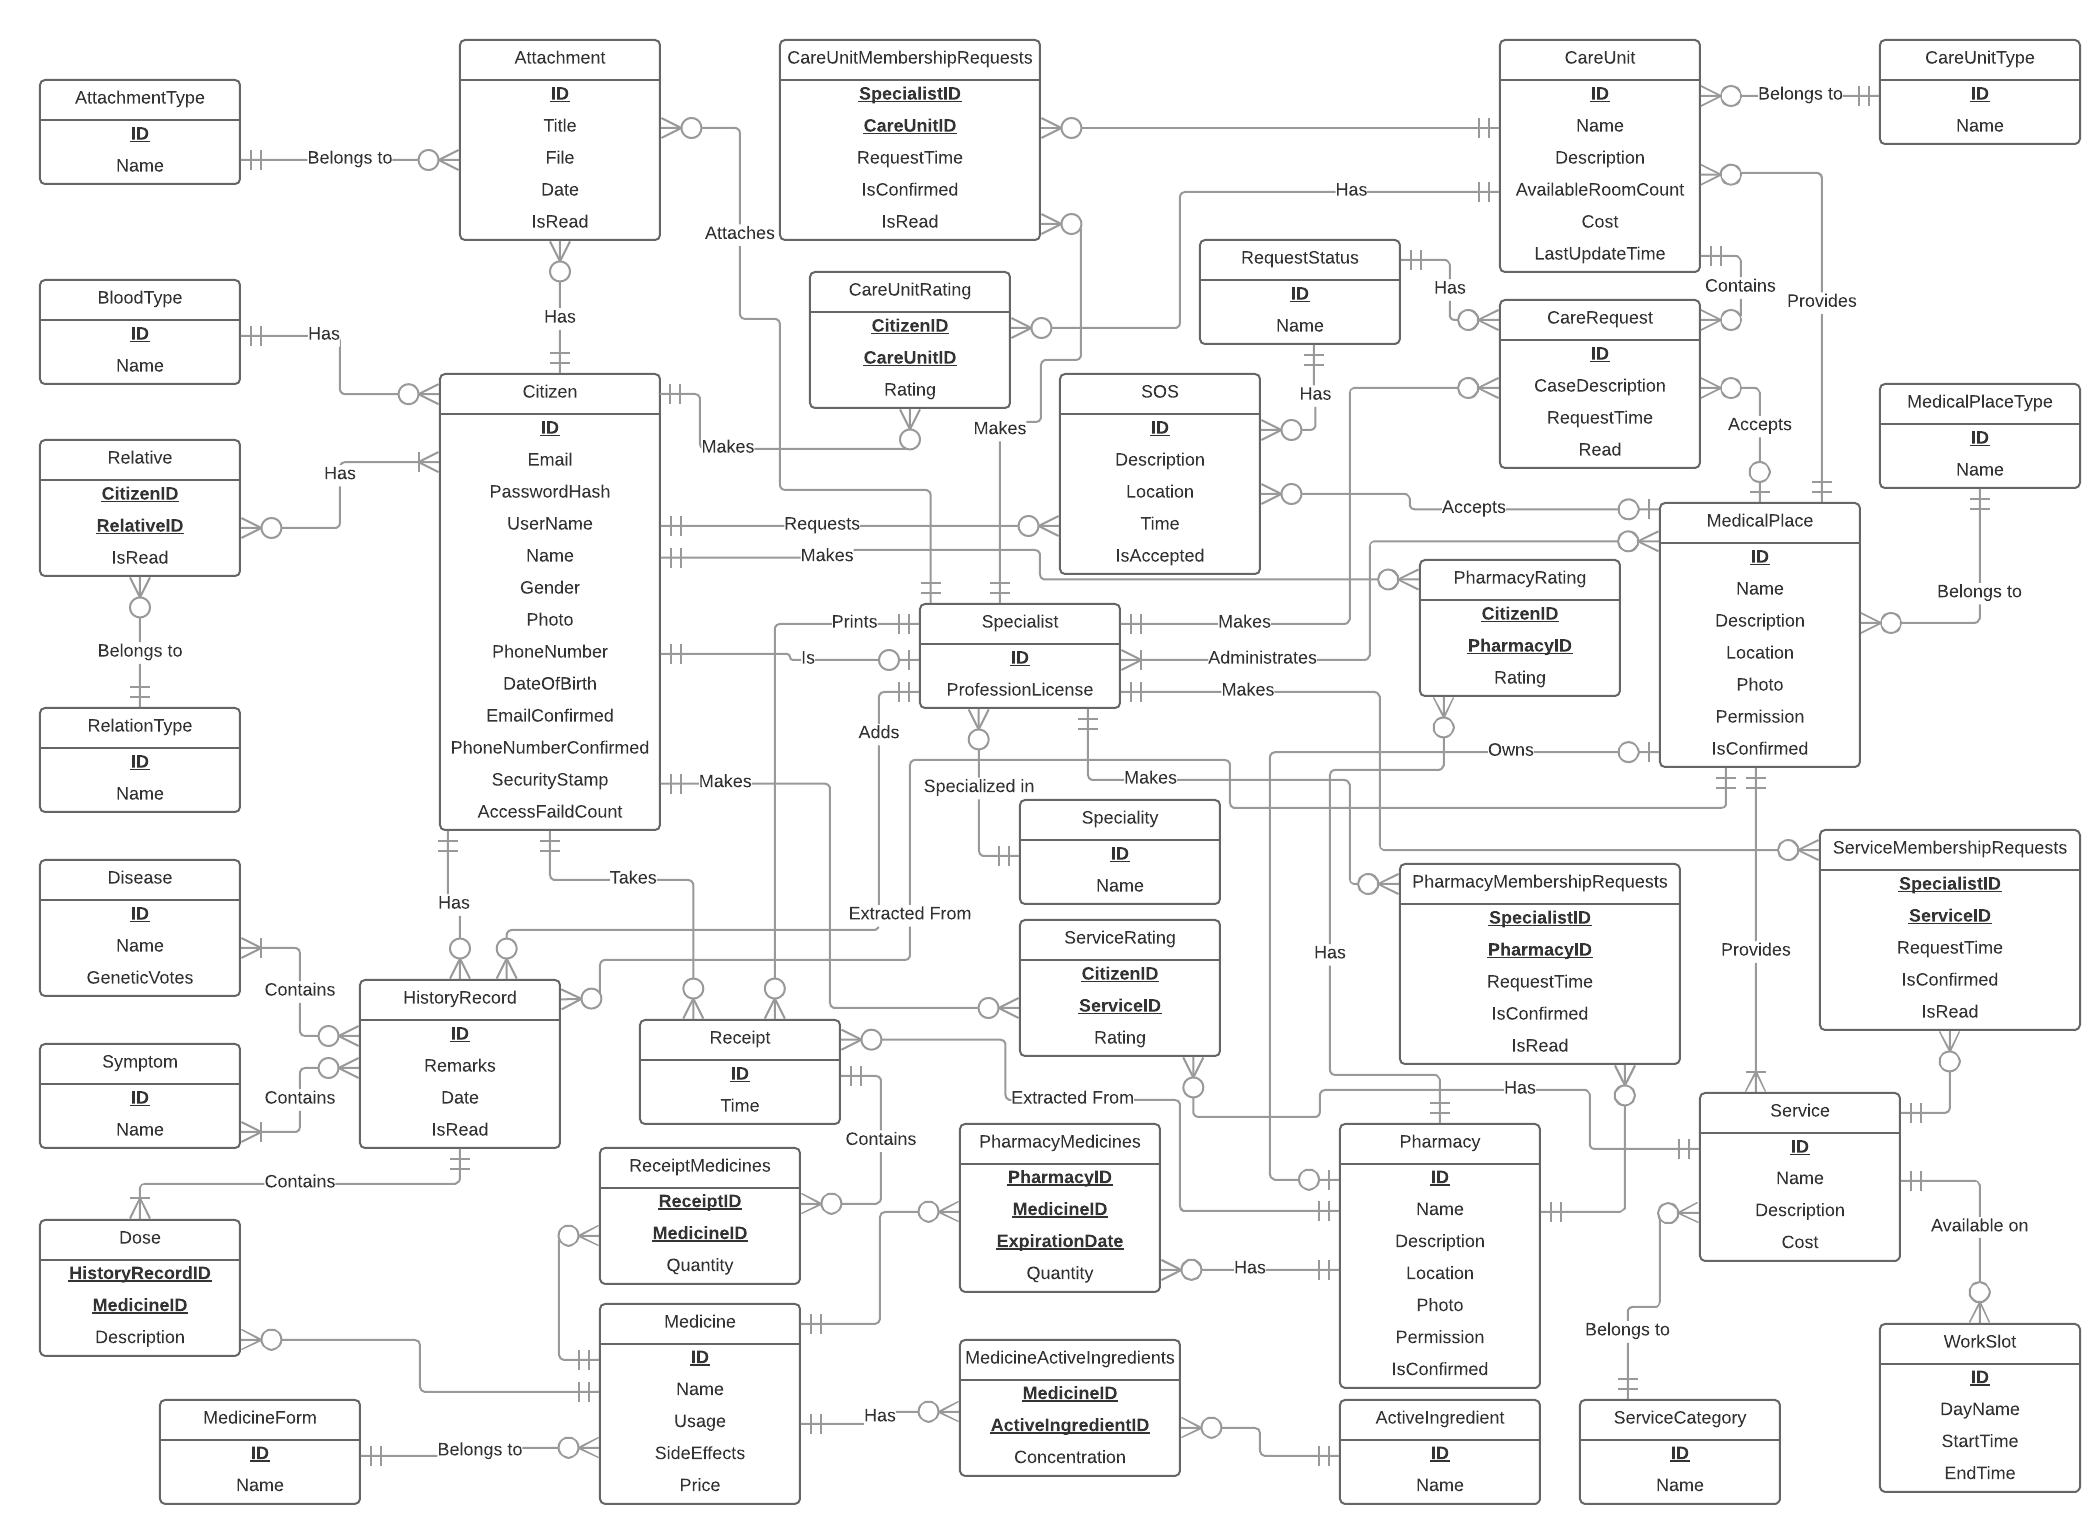 AttachmentType
ID
Name
Belongs to
Attachment
ID
Title
File
Date
IsRead
Attaches
Has
CareUnitMembershipRequests
SpecialistID
CareUnitID
RequestTime
IsConfirmed
IsRead
CareUnit
ID
Name
Description
AvailableRoomCount
Cost
LastUpdateTime
Belongs to
CareUnitType
ID
Name
Has
Contains
Provides
BloodType
ID
Name
Has
CareUnitRating
CitizenID
CareUnitID
Rating
Makes
Makes
RequestStatus
ID
Name
Has
Has
CareRequest
ID
CaseDescription
RequestTime
Read
Accepts
MedicalPlaceType
ID
Name
Belongs to
Relative
CitizenID
RelativeID
IsRead
Has
Belongs to
RelationType
ID
Name
Citizen
ID
Email
PasswordHash
UserName
Name
Gender
Photo
PhoneNumber
DateOfBirth
EmailConfirmed
PhoneNumberConfirmed
SecurityStamp
AccessFaildCount
Requests
Makes
Prints
Is
Adds
Makes
SOS
ID
Description
Location
Time
IsAccepted
Accepts
Specialist
ID
ProfessionLicense
Makes
Administrates
Makes
PharmacyRating
CitizenID
PharmacyID
Rating
MedicalPlace
ID
Name
Description
Location
Photo
Permission
IsConfirmed
Owns
Makes
Specialized in
Speciality
ID
Name
Disease
ID
Name
GeneticVotes
Contains
Has
Takes
Extracted From
Symptom
ID
Name
Contains
HistoryRecord
ID
Remarks
Date
IsRead
Contains
Receipt
ID
Time
Contains
ServiceRating
CitizenID
ServiceID
Rating
Extracted From
Has
Has
PharmacyMembershipRequests
SpecialistID
PharmacyID
RequestTime
IsConfirmed
IsRead
Provides
ServiceMembershipRequests
SpecialistID
ServiceID
RequestTime
IsConfirmed
IsRead
Dose
HistoryRecordID
MedicineID
Description
ReceiptMedicines
ReceiptID
MedicineID
Quantity
PharmacyMedicines
PharmacyID
MedicineID
ExpirationDate
Quantity
Has
Pharmacy
ID
Name
Description
Location
Photo
Permission
IsConfirmed
Service
ID
Name
Description
Cost
Available on
Belongs to
MedicineForm
ID
Name
Belongs to
Medicine
ID
Name
Usage
SideEffects
Price
Has
MedicineActiveIngredients
MedicineID
ActiveIngredientID
Concentration
ActiveIngredient
ID
Name
ServiceCategory
ID
Name
WorkSlot
ID
DayName
StartTime
EndTime